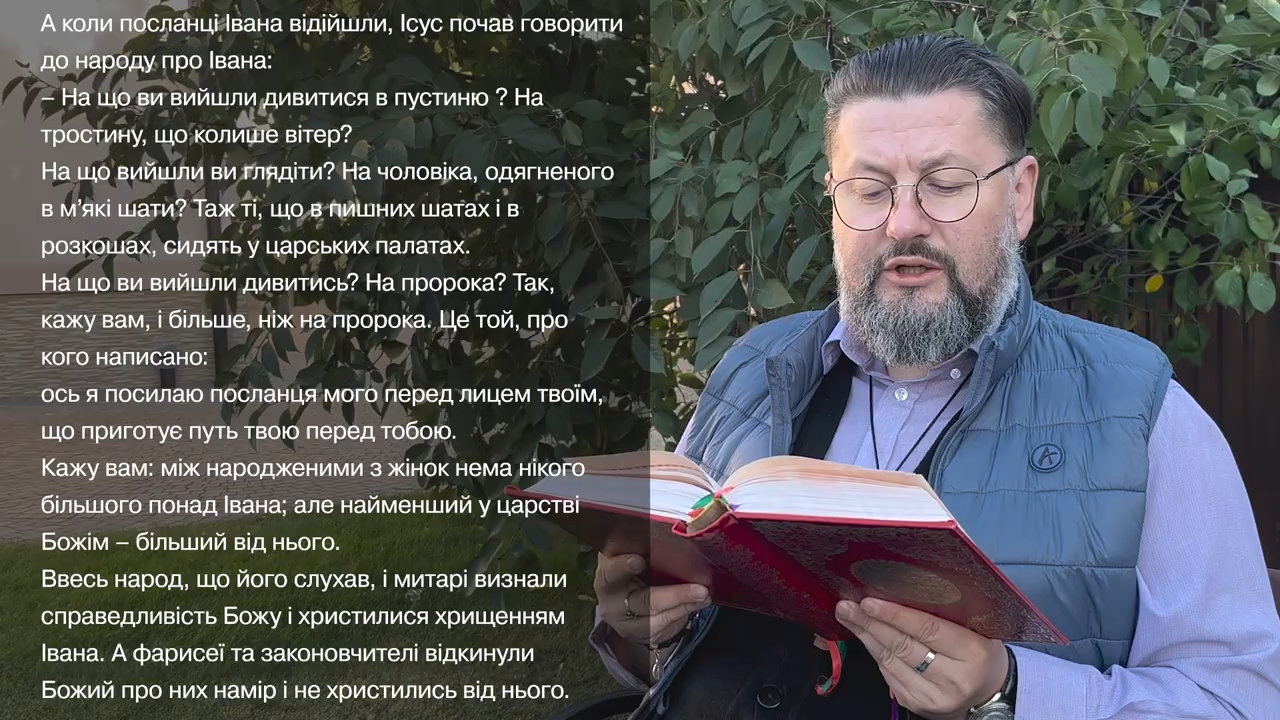 А коли посланці Івана відійшли, Ісус почав говорити
до народу про Івана:
– На що ви вийшли дивитися в пустиню ? На
тростину, що колише вітер?
На що вийшли ви глядіти? На чоловіка, одягненого
в м’які шати? Таж ті, що в пишних шатах і в
розкошах, сидять у царських палатах.
На що ви вийшли дивитись? На пророка? Так,
кажу вам, і більше, ніж на пророка. Це той, про
кого написано:
ось я посилаю посланця мого перед лицем твоїм,
що приготує путь твою перед тобою.
Кажу вам: між народженими з жінок нема нікого
більшого понад Івана; але найменший у царстві
Божім – більший від нього.
Ввесь народ, що його слухав, і митарі визнали
справедливість Божу і христилися хрищенням
Івана. А фарисеї та законовчителі відкинули
Божий про них намір і не христились від нього.